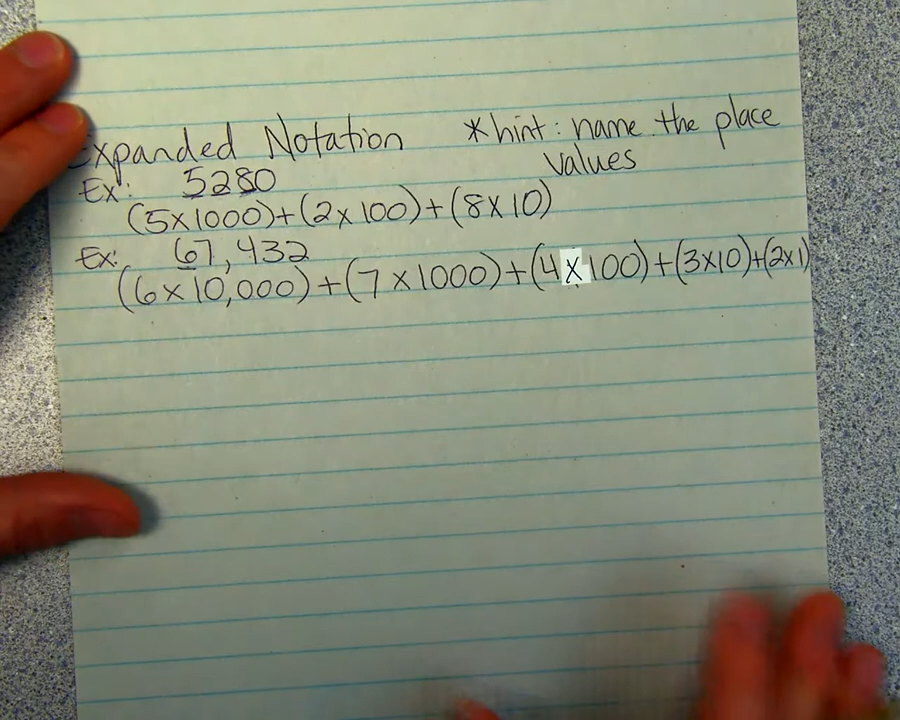 Expanded Notation *hint: name the place
values
Ex: 5280
(5x1000)+(2x100)+(8x10)
Ex: 67,432
(6x10,000)+(7x1000)+(4x100)+(3x10)+(2x1)